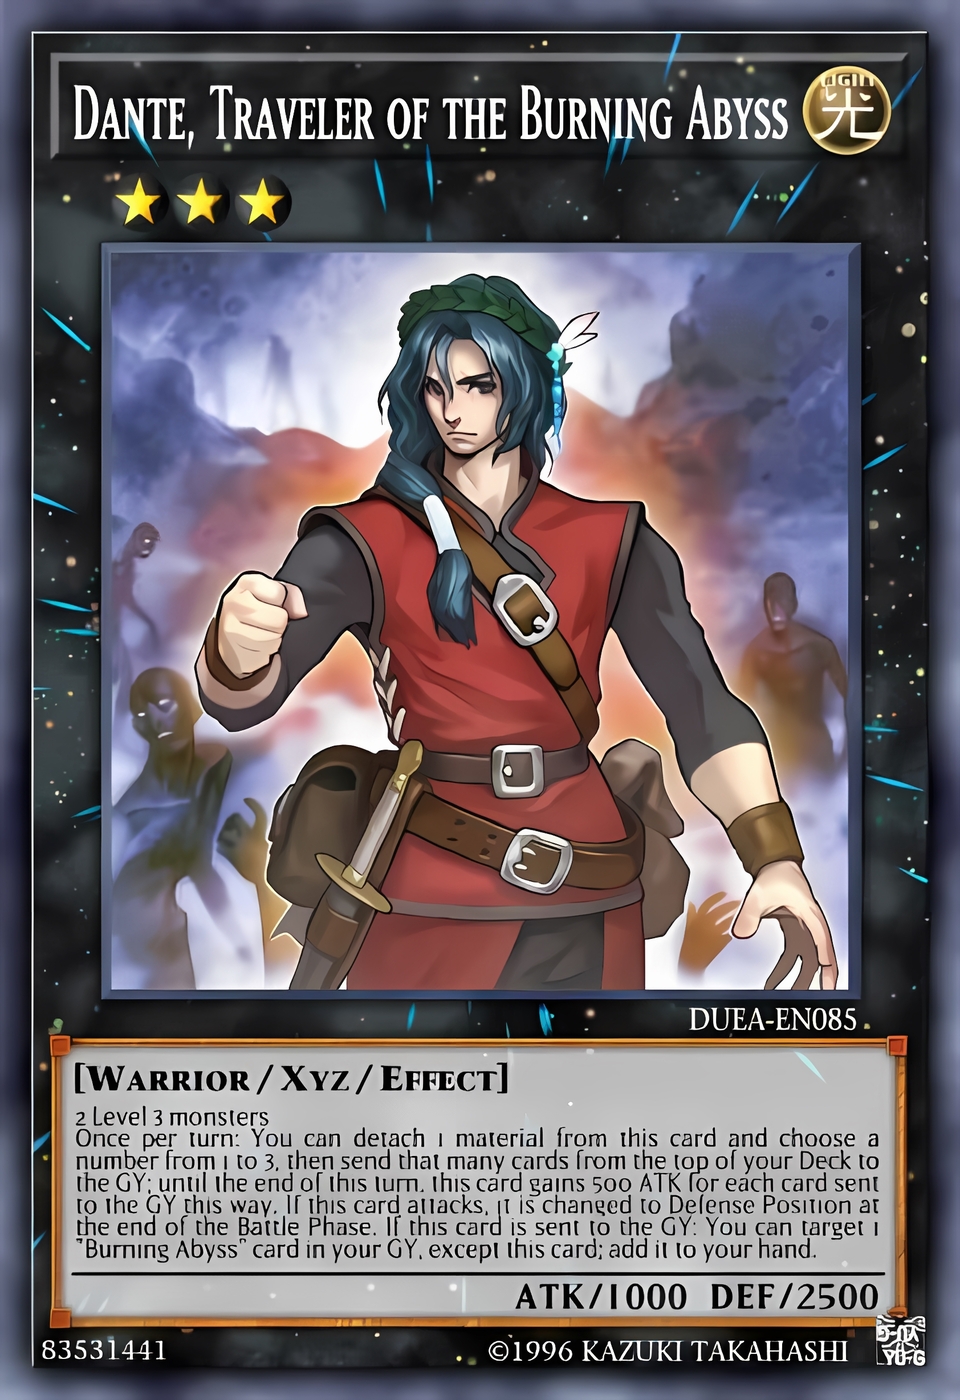 Dante, Traveler of the Burning Abyss
光
DUEA-EN085
[Warrior/Xyz/Effect]
2 Level 3 monsters
Once per turn: You can detach 1 material from this card and choose a
number from 1 to 3, then send that many cards from the top of your Deck to
the GY; until the end of this turn, this card gains 500 ATK for each card sent
to the GY this way. If this card attacks, it is changed to Defense Position at
the end of the Battle Phase. If this card is sent to the GY: You can target 1
"Burning Abyss" card in your GY, except this card; add it to your hand.
ATK/1000 DEF/2500
83531441
©1996 KAZUKI TAKAHASHI